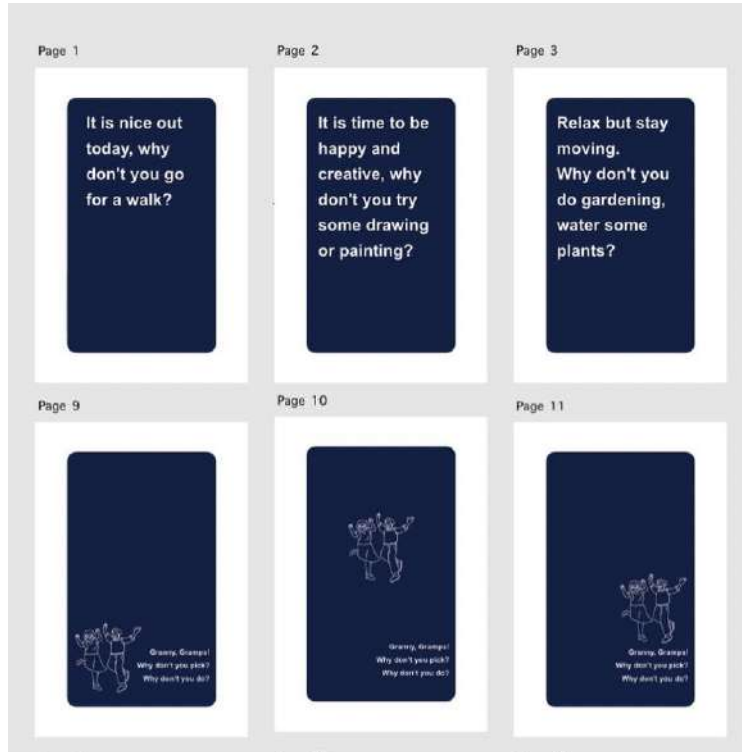 Page 1
It is nice out
today, why
don't you go
for a walk?
Page 2
It is time to be
happy and
creative, why
don't you try
some drawing
or painting?
Page 3
Relax but stay
moving.
Why don't you
do gardening,
water some
plants?
Page 9
Granny, Gramps!
Why don't you pick?
Why don't you do?
Page 10
Granny, Gramps!
Why don't you pick?
Why don't you do?
Page 11
Granny, Gramps!
Why don't you pick?
Why don't you do?